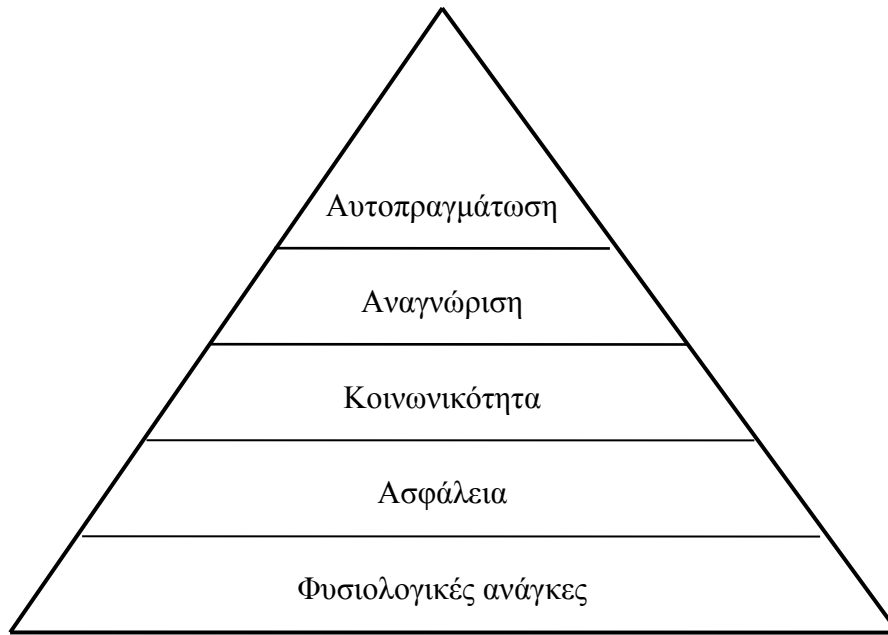 Αυτοπραγμάτωση
Αναγνώριση
Κοινωνικότητα
Ασφάλεια
Φυσιολογικές ανάγκες